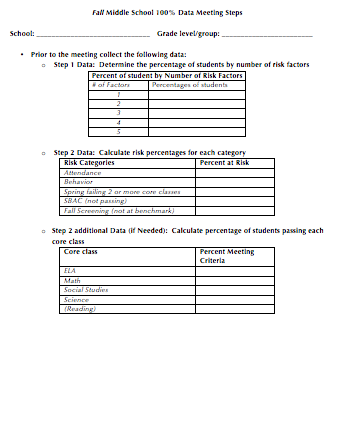 Fall Middle School 100% Data Meeting Steps
School: ______________________________ Grade level/group: ________________________
• Prior to the meeting collect the following data:
o Step 1 Data: Determine the percentage of students by number of risk factors
Percent of student by Number of Risk Factors
# of Factors Percentages of students
1
2
3
4
5
o Step 2 Data: Calculate risk percentages for each category
Risk Categories Percent at Risk
Attendance
Behavior
Spring failing 2 or more core classes
SBAC (not passing)
Fall Screening (not at benchmark)
o Step 2 additional Data (if Needed): Calculate percentage of students passing each
core class
Core class Percent Meeting
Criteria
ELA
Math
Social Studies
Science
(Reading)